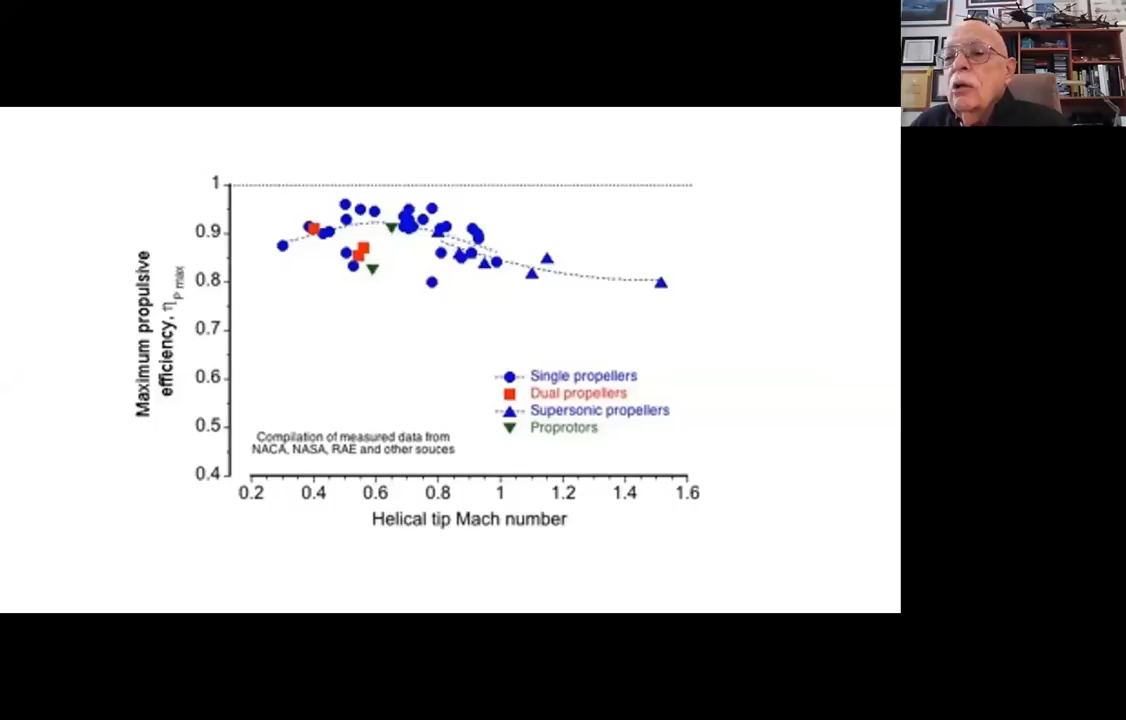 1
0.9
0.8
0.7
0.6
0.5
0.4
Maximum propulsive
efficiency, η P max
Single propellers
Dual propellers
Supersonic propellers
Proprotors
Compilation of measured data from
NACA, NASA, RAE and other souces
0.2 0.4 0.6 0.8 1 1.2 1.4 1.6
Helical tip Mach number